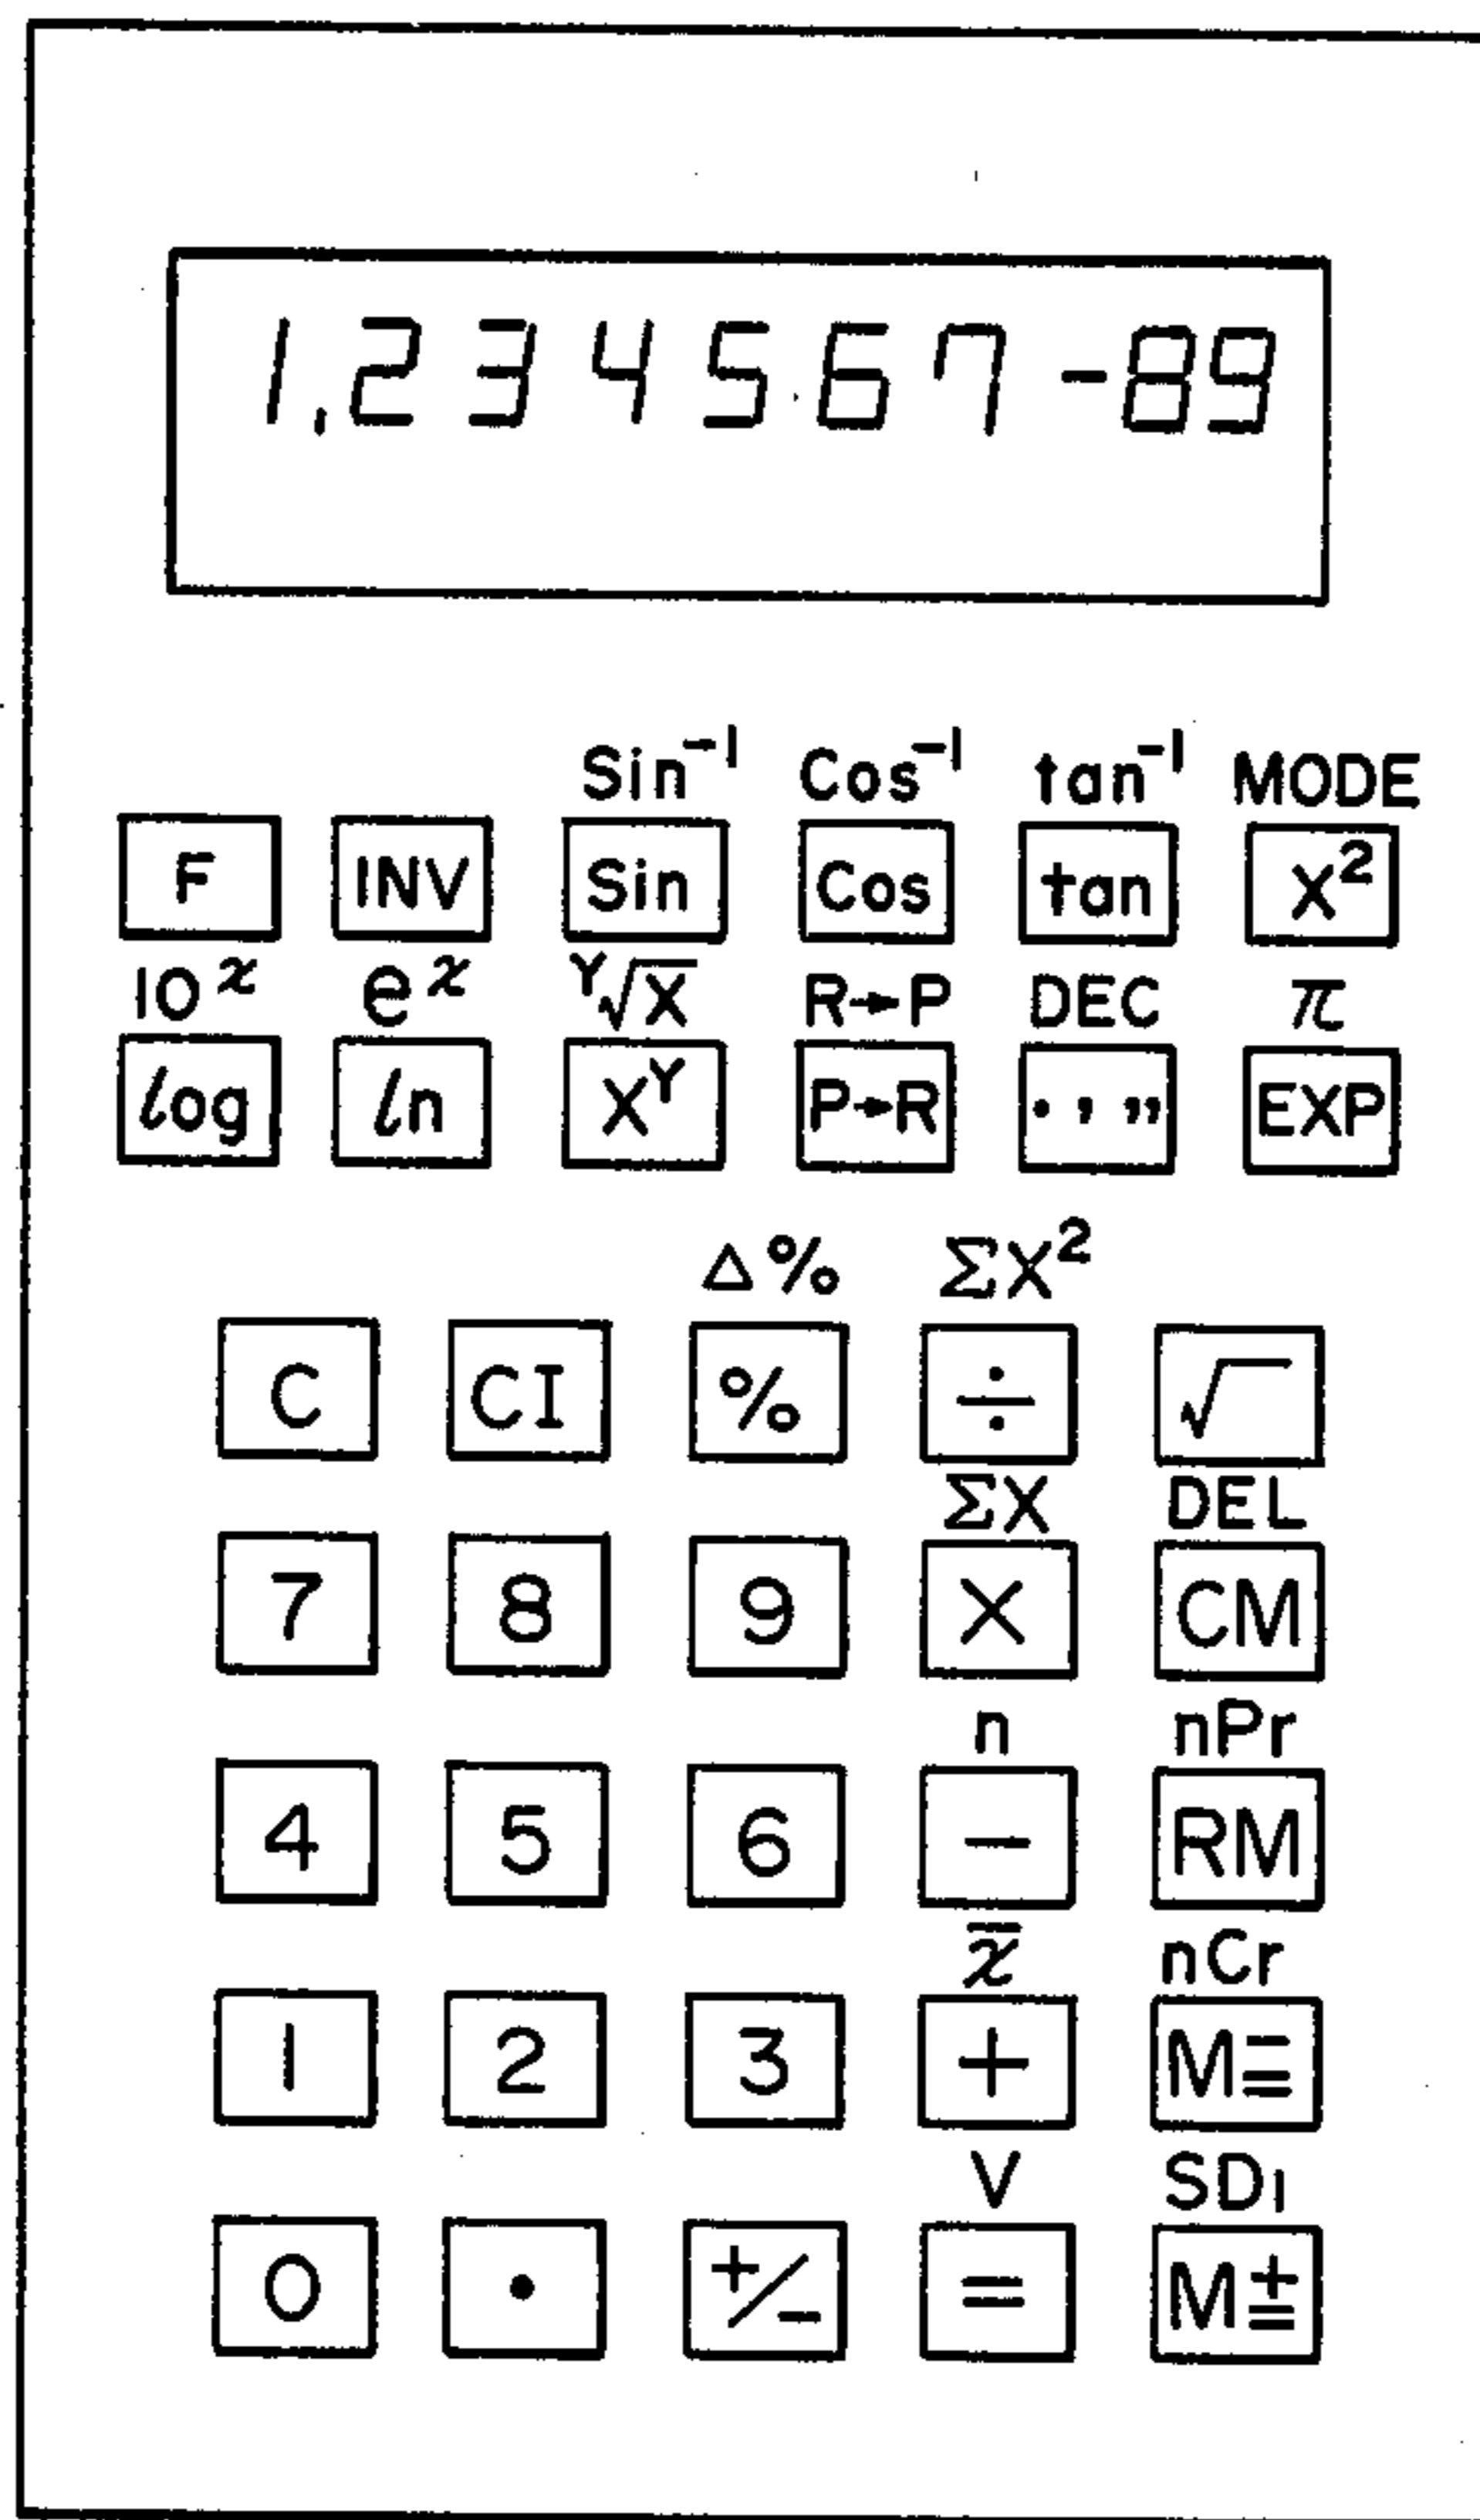 1.234567-89
Sin⁻¹ Cos⁻¹ tan⁻¹ MODE
F INV Sin Cos tan X²
10ˣ eˣ ʸ√X R→P DEC π
log ln Xʸ P→R • , ,, EXP
Δ% ΣX²
C CI % ÷ √
ΣX DEL
7 8 9 × CM
n nPr
4 5 6 − RM
x̄ nCr
1 2 3 + M=̲
V SD1
0 • +/− = M±̲